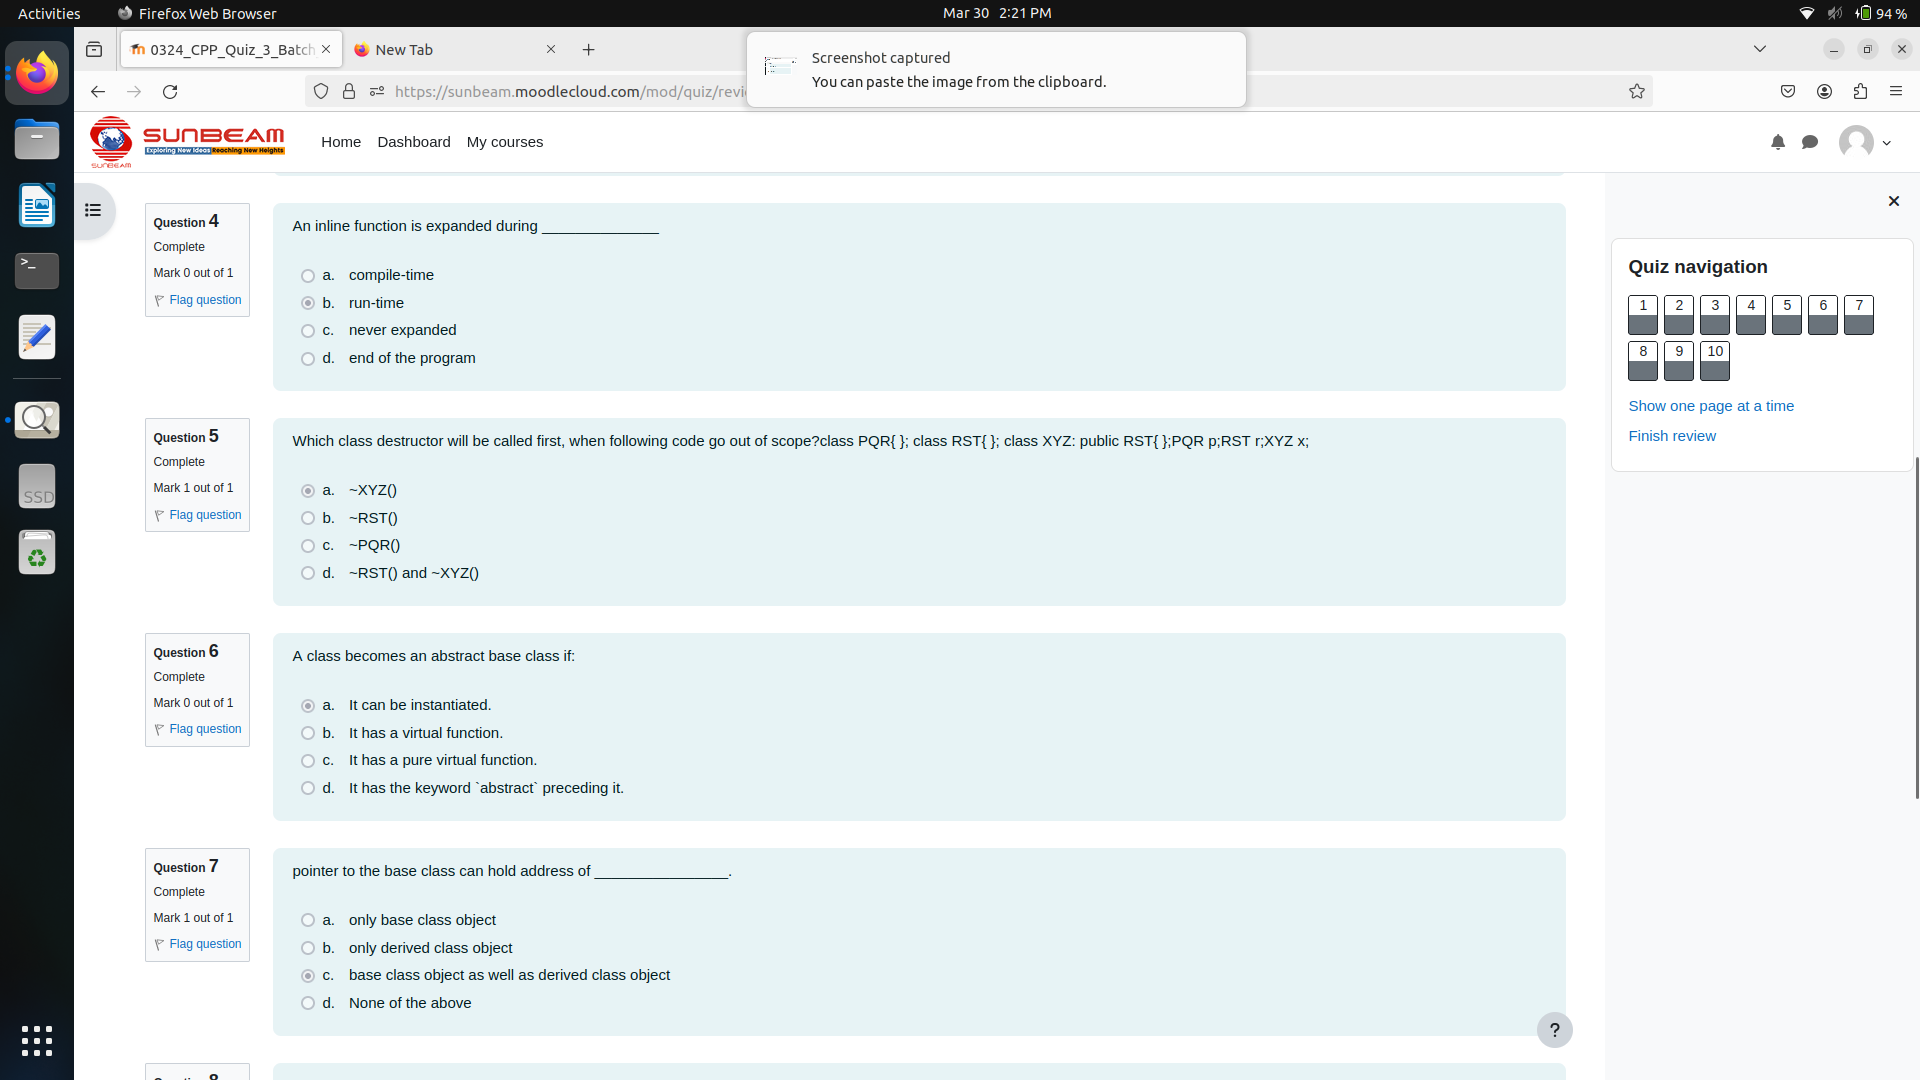 Activities
Firefox Web Browser
Mar 30 2:21 PM
94 %
0324_CPP_Quiz_3_Batch
New Tab
Screenshot captured
You can paste the image from the clipboard.
https://sunbeam.moodlecloud.com/mod/quiz/revi
SUNBEAM
Exploring New Ideas Reaching New Heights
SUNBEAM
Home
Dashboard
My courses
Question 4
Complete
Mark 0 out of 1
Flag question
An inline function is expanded during ______________
a. compile-time
b. run-time
c. never expanded
d. end of the program
Question 5
Complete
Mark 1 out of 1
Flag question
Which class destructor will be called first, when following code go out of scope?class PQR{ }; class RST{ }; class XYZ: public RST{ };PQR p;RST r;XYZ x;
a. ~XYZ()
b. ~RST()
c. ~PQR()
d. ~RST() and ~XYZ()
Question 6
Complete
Mark 0 out of 1
Flag question
A class becomes an abstract base class if:
a. It can be instantiated.
b. It has a virtual function.
c. It has a pure virtual function.
d. It has the keyword `abstract` preceding it.
Question 7
Complete
Mark 1 out of 1
Flag question
pointer to the base class can hold address of ________________.
a. only base class object
b. only derived class object
c. base class object as well as derived class object
d. None of the above
Quiz navigation
1 2 3 4 5 6 7
8 9 10
Show one page at a time
Finish review
SSD
?